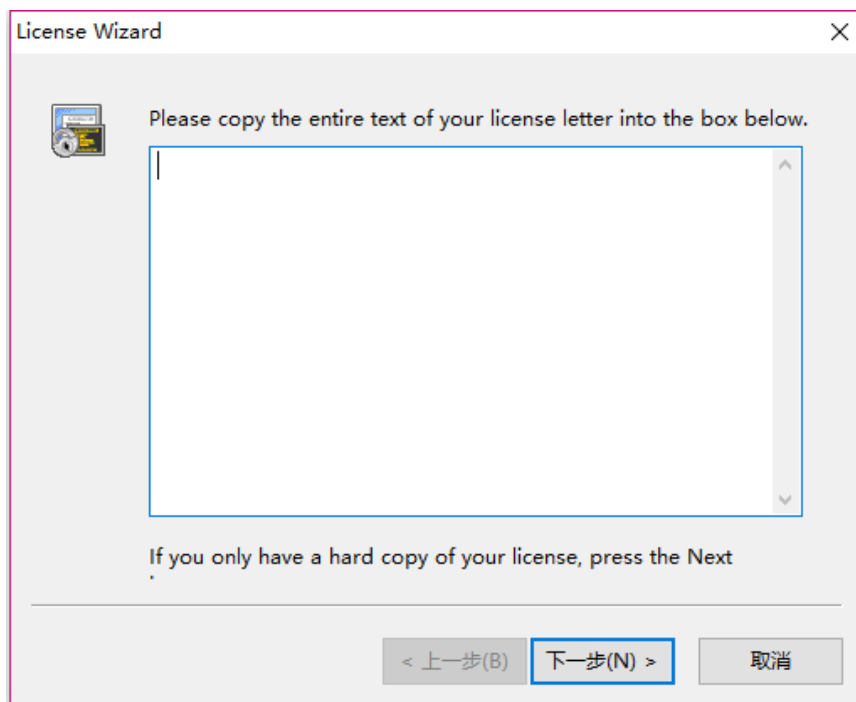 License Wizard
Please copy the entire text of your license letter into the box below.
If you only have a hard copy of your license, press the Next
< 上一步(B)
下一步(N) >
取消